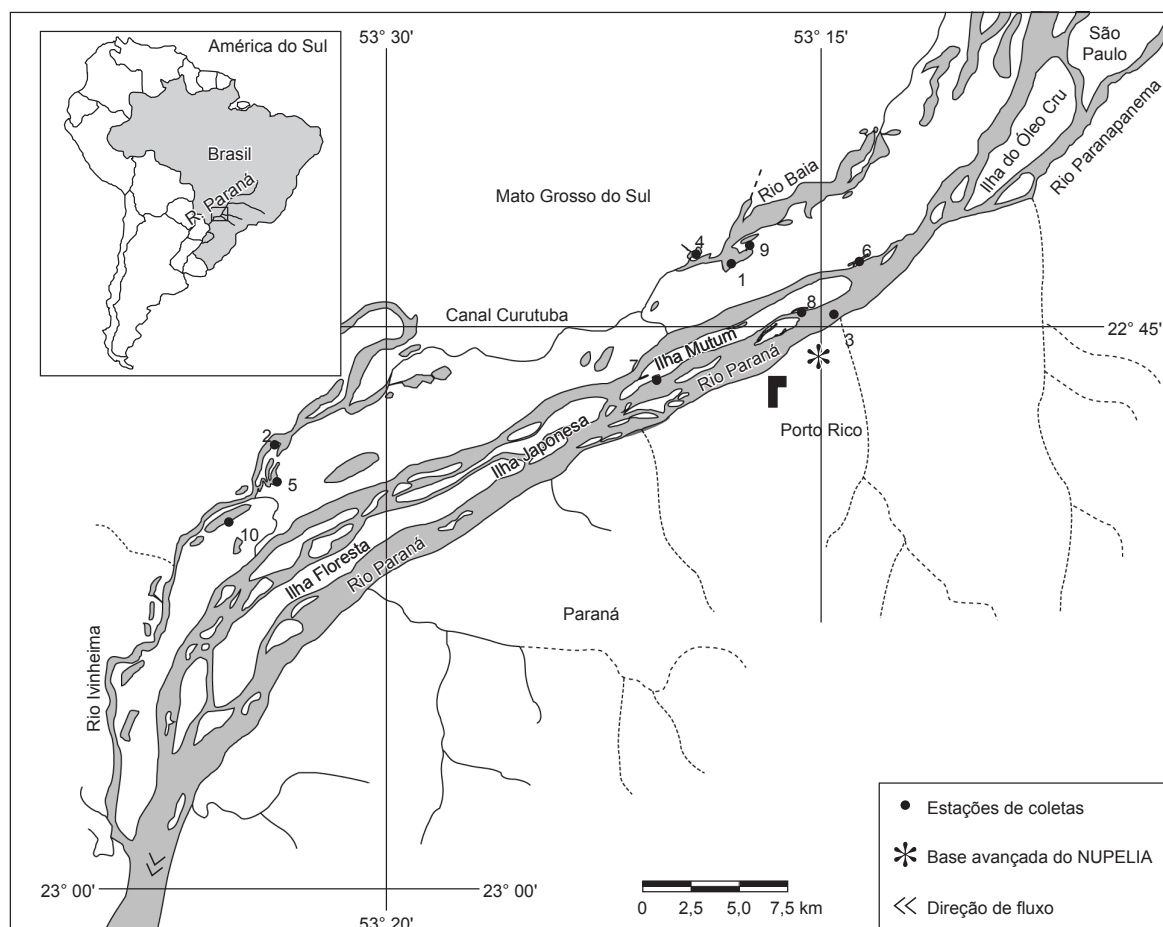 América do Sul
Brasil
R. Paraná
53° 30'
53° 15'
São
Paulo
Ilha do Óleo Cru
Rio Paranapanema
Rio Baia
Mato Grosso do Sul
4
9
1
6
Canal Curutuba
8
3
22° 45'
7
Ilha Mutum
Rio Paraná
Porto Rico
2
Ilha Japonesa
5
10
Ilha Floresta
Rio Paraná
Paraná
Rio Ivinheima
Estações de coletas
Base avançada do NUPELIA
Direção de fluxo
23° 00'
23° 00'
0 2,5 5,0 7,5 km
53° 20'